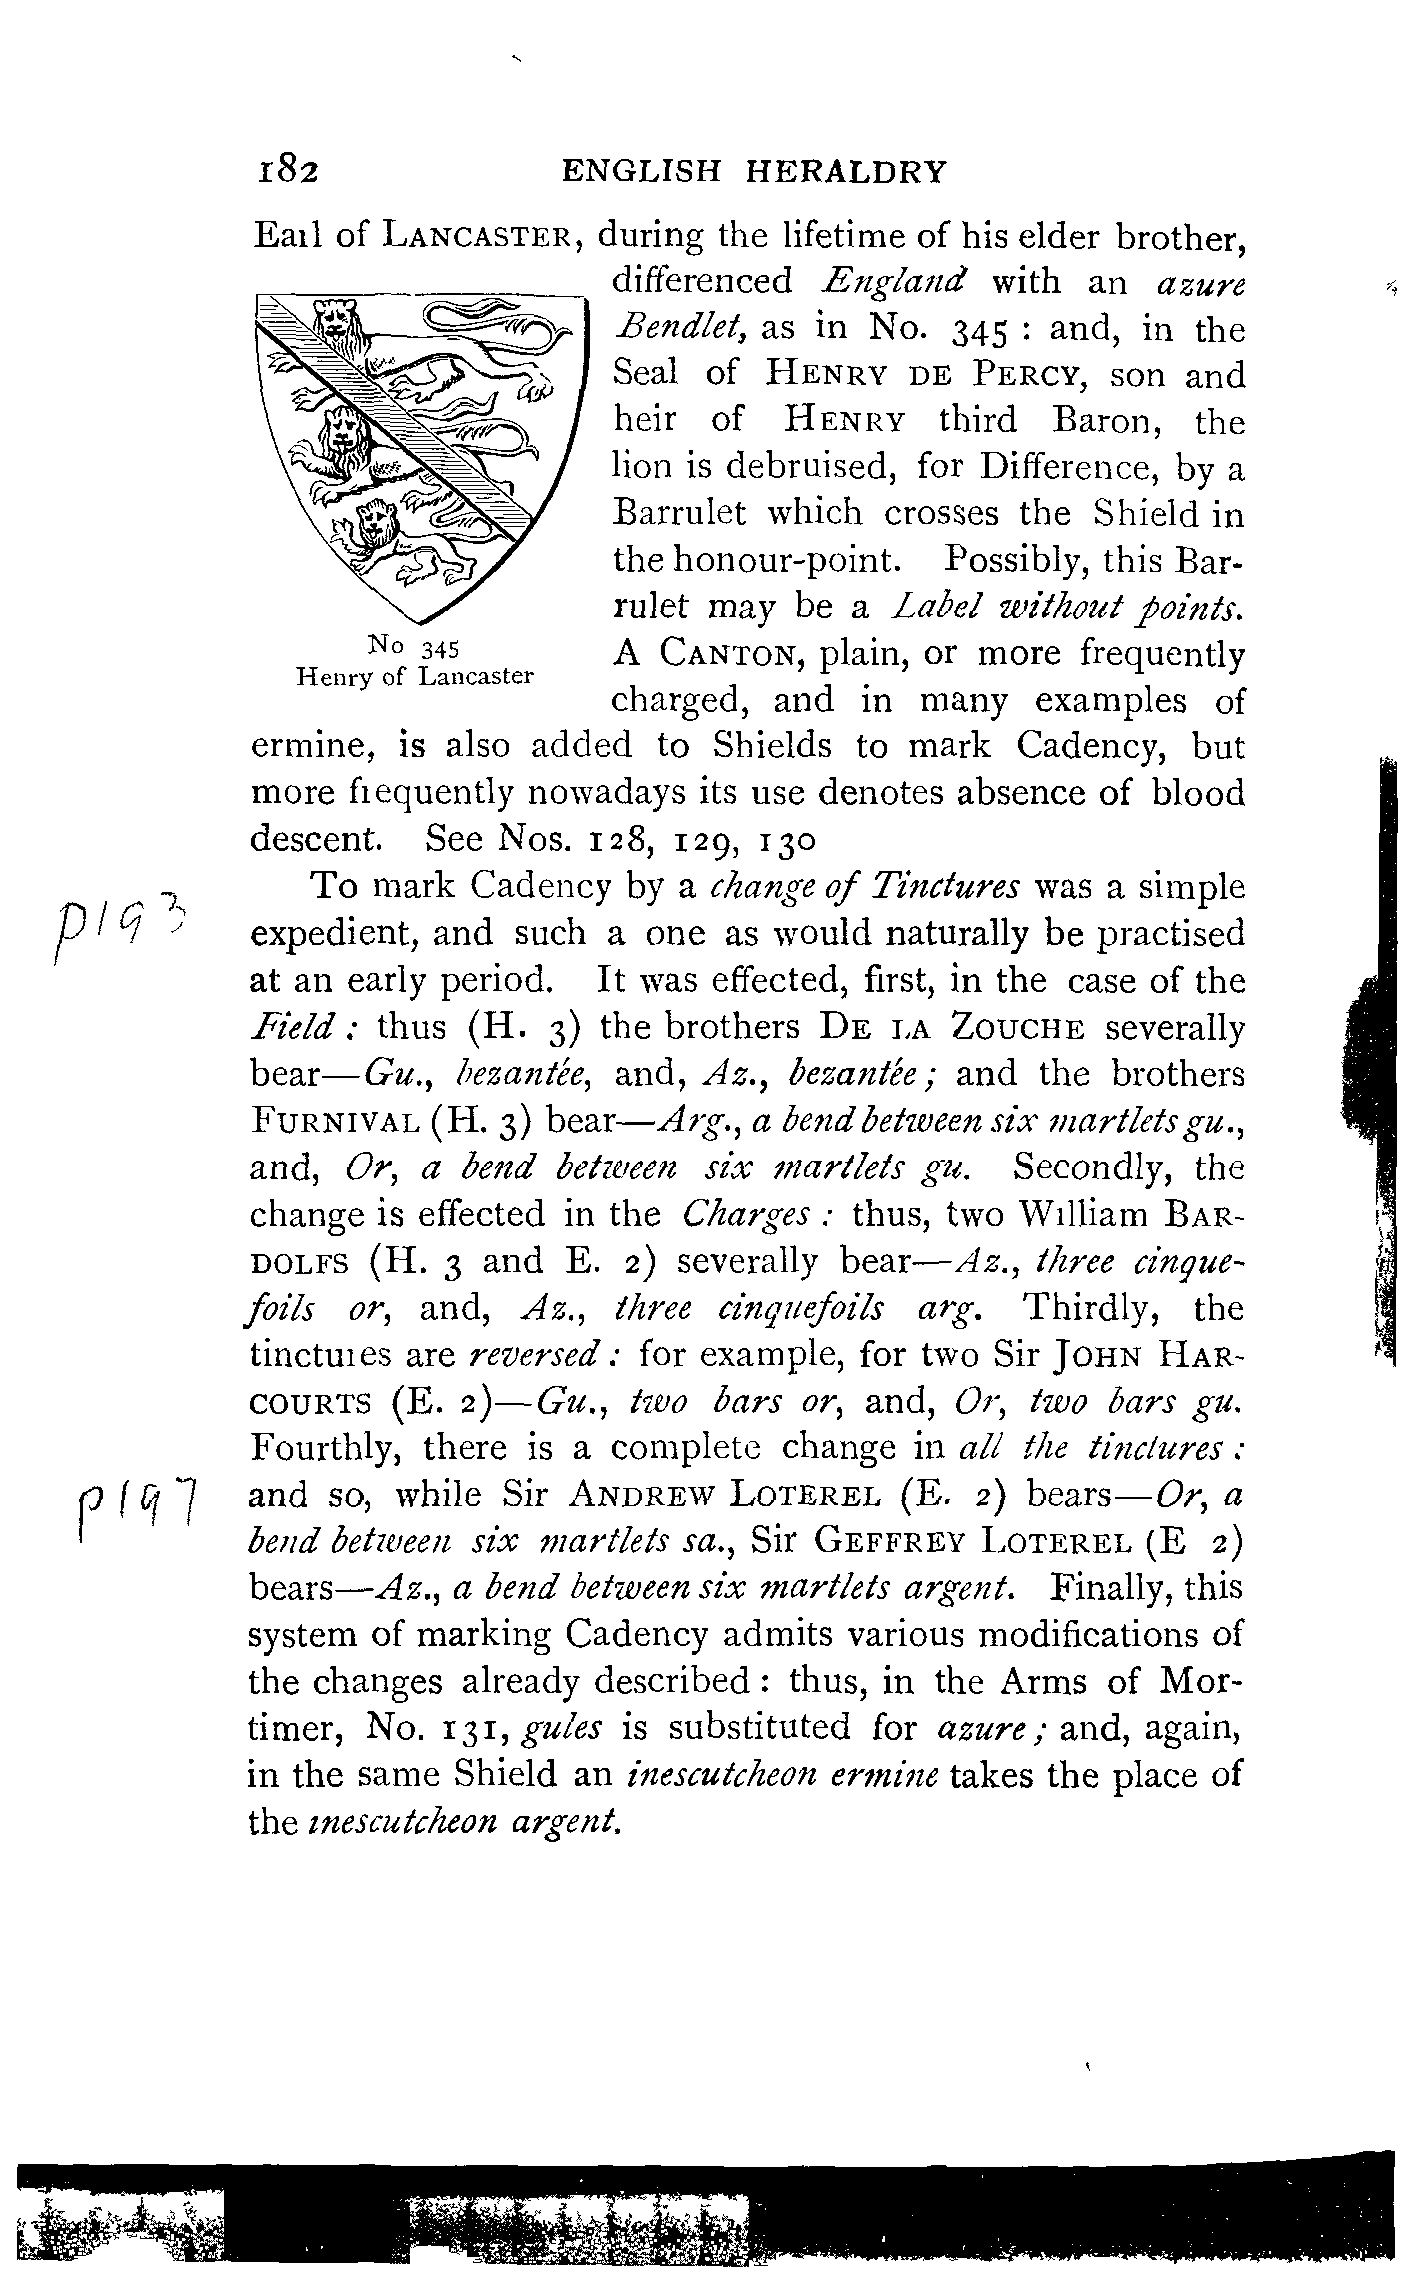 182 ENGLISH HERALDRY
Earl of LANCASTER, during the lifetime of his elder brother,
differenced England with an azure
Bendlet, as in No. 345 : and, in the
Seal of HENRY DE PERCY, son and
heir of HENRY third Baron, the
lion is debruised, for Difference, by a
Barrulet which crosses the Shield in
the honour-point. Possibly, this Bar-
rulet may be a Label without points.
A CANTON, plain, or more frequently
charged, and in many examples of
No 345
Henry of Lancaster
ermine, is also added to Shields to mark Cadency, but
more frequently nowadays its use denotes absence of blood
descent. See Nos. 128, 129, 130
To mark Cadency by a change of Tinctures was a simple
p193
expedient, and such a one as would naturally be practised
at an early period. It was effected, first, in the case of the
Field : thus (H. 3) the brothers DE LA ZOUCHE severally
bear—Gu., bezantée, and, Az., bezantée ; and the brothers
FURNIVAL (H. 3) bear—Arg., a bend between six martlets gu.,
and, Or, a bend between six martlets gu. Secondly, the
change is effected in the Charges : thus, two William BAR-
DOLFS (H. 3 and E. 2) severally bear—Az., three cinque-
foils or, and, Az., three cinquefoils arg. Thirdly, the
tinctures are reversed : for example, for two Sir JOHN HAR-
COURTS (E. 2)—Gu., two bars or, and, Or, two bars gu.
Fourthly, there is a complete change in all the tinctures :
p197
and so, while Sir ANDREW LOTEREL (E. 2) bears—Or, a
bend between six martlets sa., Sir GEFFREY LOTEREL (E 2)
bears—Az., a bend between six martlets argent. Finally, this
system of marking Cadency admits various modifications of
the changes already described : thus, in the Arms of Mor-
timer, No. 131, gules is substituted for azure ; and, again,
in the same Shield an inescutcheon ermine takes the place of
the inescutcheon argent.